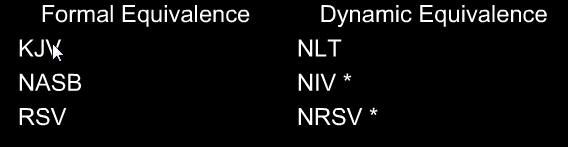 Formal Equivalence Dynamic Equivalence
KJV NLT
NASB NIV *
RSV NRSV *